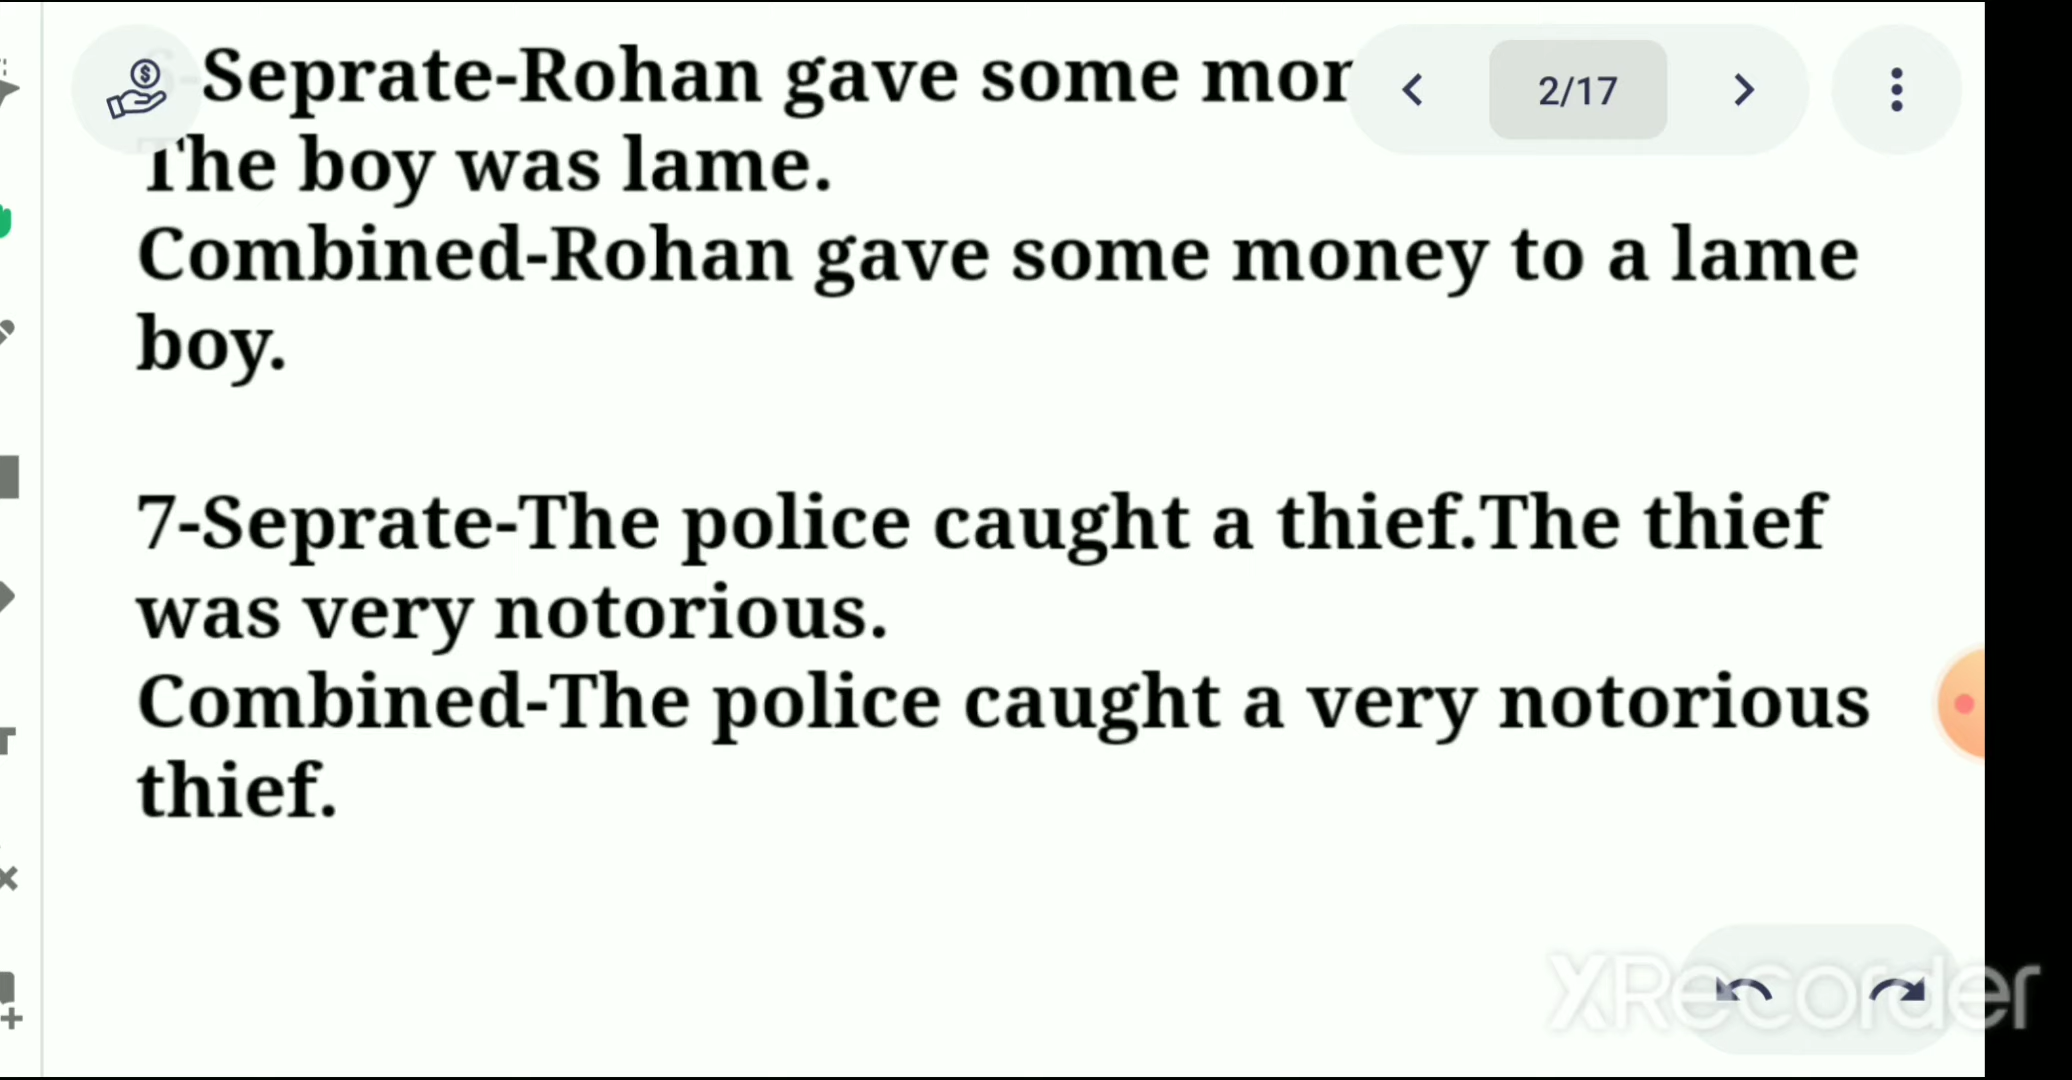 -Seprate-Rohan gave some
2/17
The boy was lame.
Combined-Rohan gave some money to a lame
boy.
7-Seprate-The police caught a thief.The thief
was very notorious.
Combined-The police caught a very notorious
thief.
XRecorder